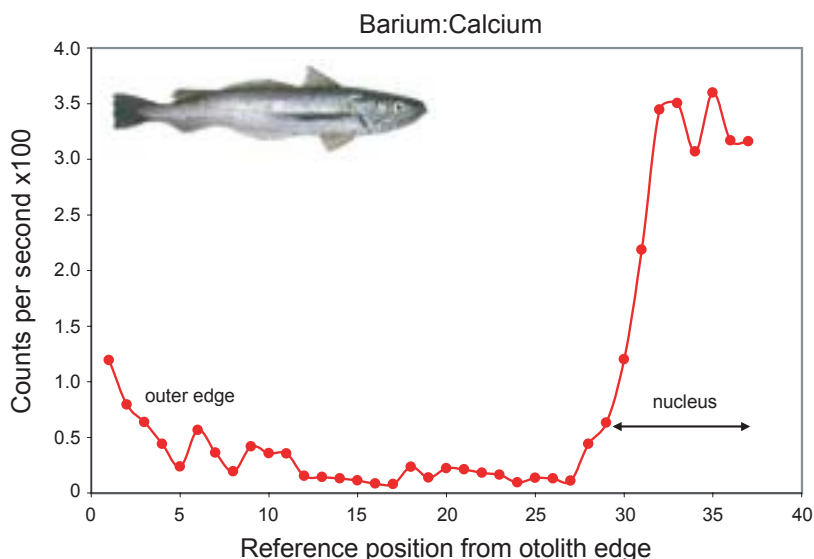 Barium:Calcium
Counts per second x100
4.0
3.5
3.0
2.5
2.0
1.5
1.0
0.5
0
outer edge
nucleus
0 5 10 15 20 25 30 35 40
Reference position from otolith edge